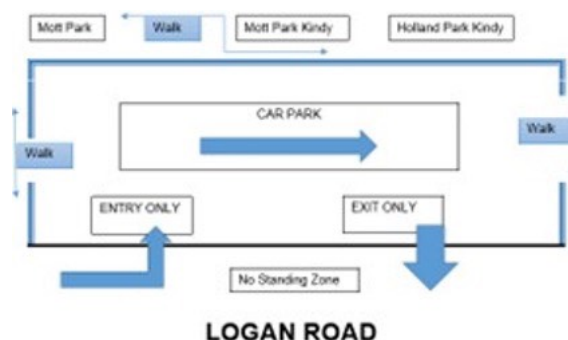 Mott Park
Walk
Mott Park Kindy
Holland Park Kindy
CAR PARK
Walk
Walk
ENTRY ONLY
EXIT ONLY
No Standing Zone
LOGAN ROAD